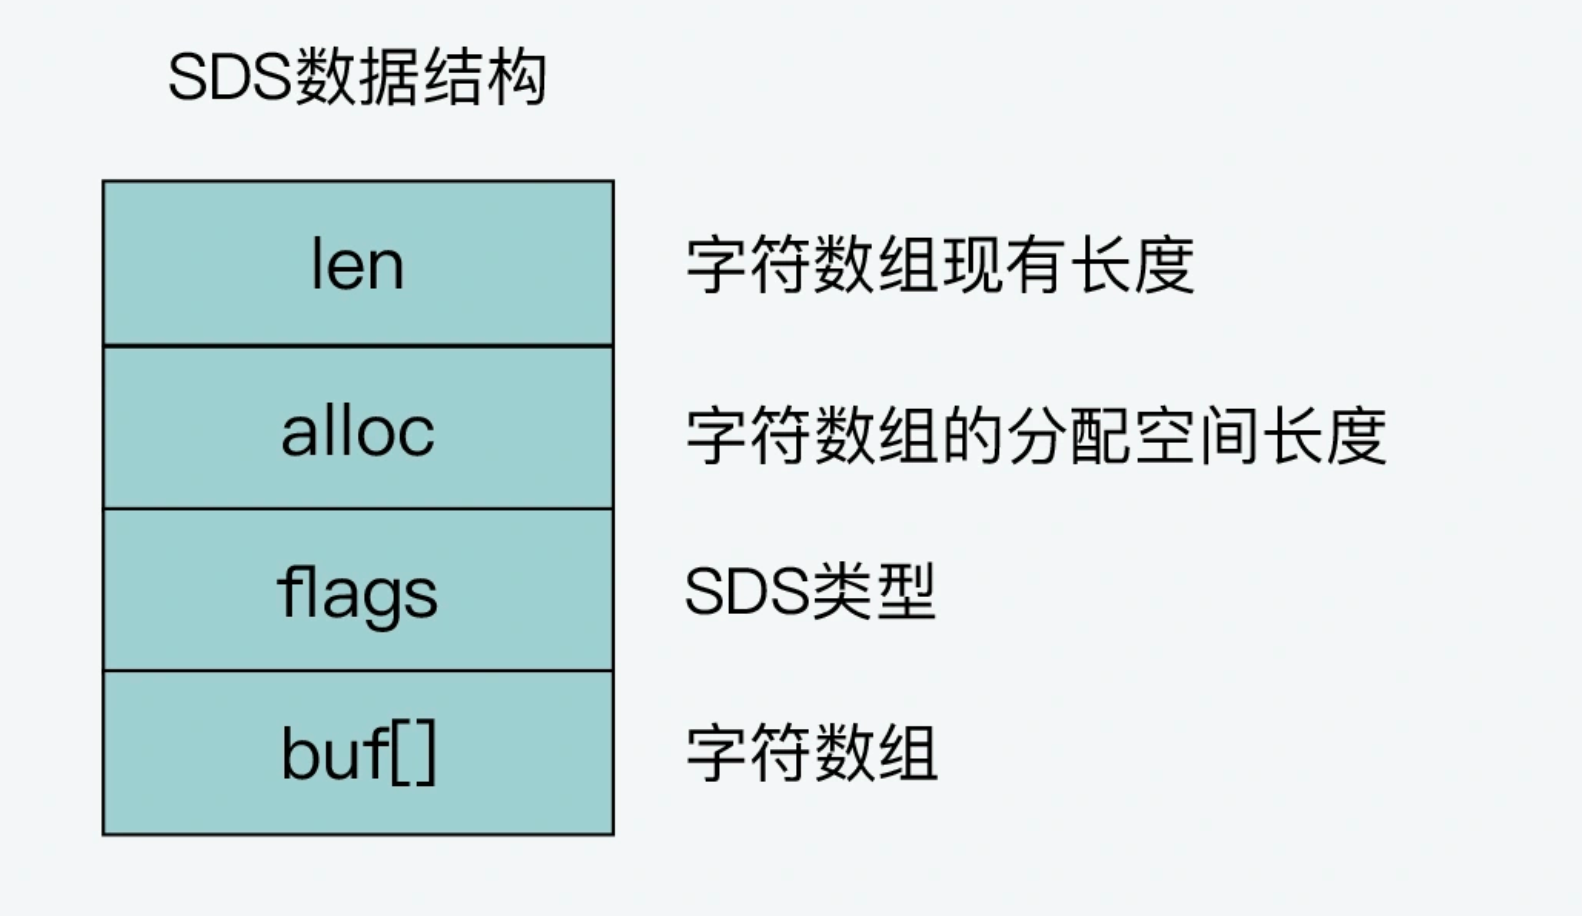 SDS数据结构
len
字符数组现有长度
alloc
字符数组的分配空间长度
flags
SDS类型
buf[]
字符数组